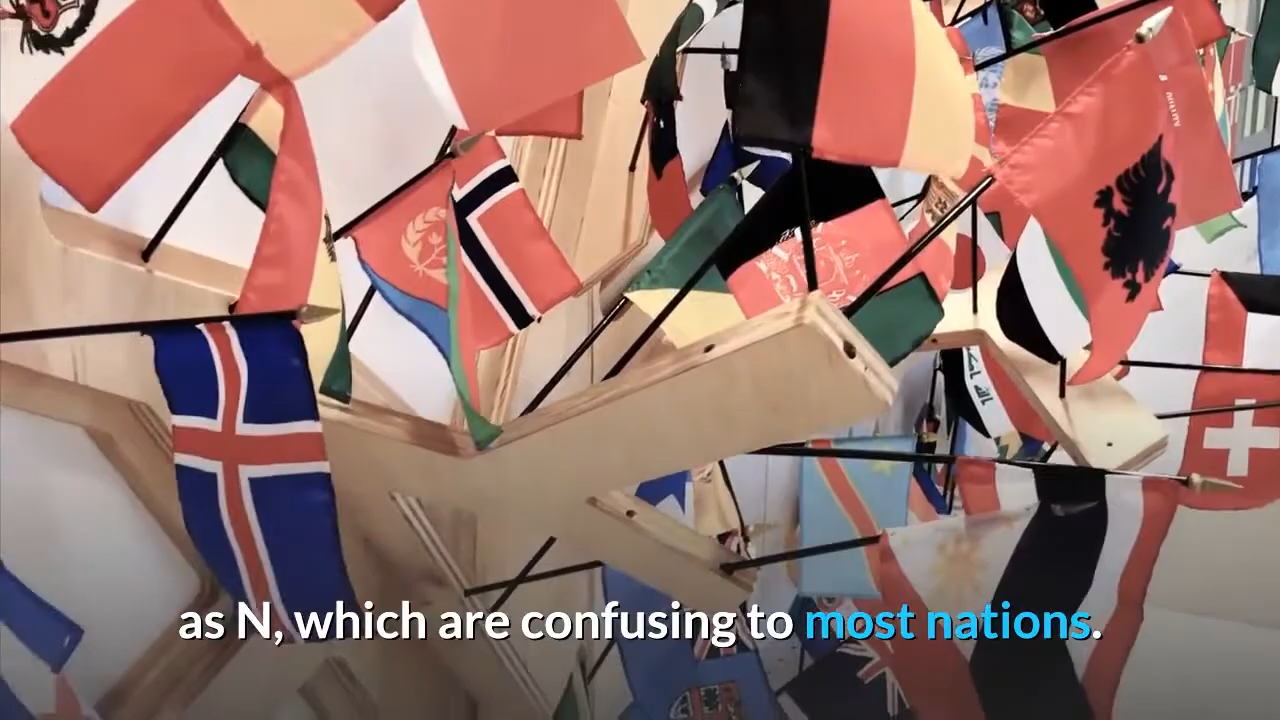 as N, which are confusing to most nations.